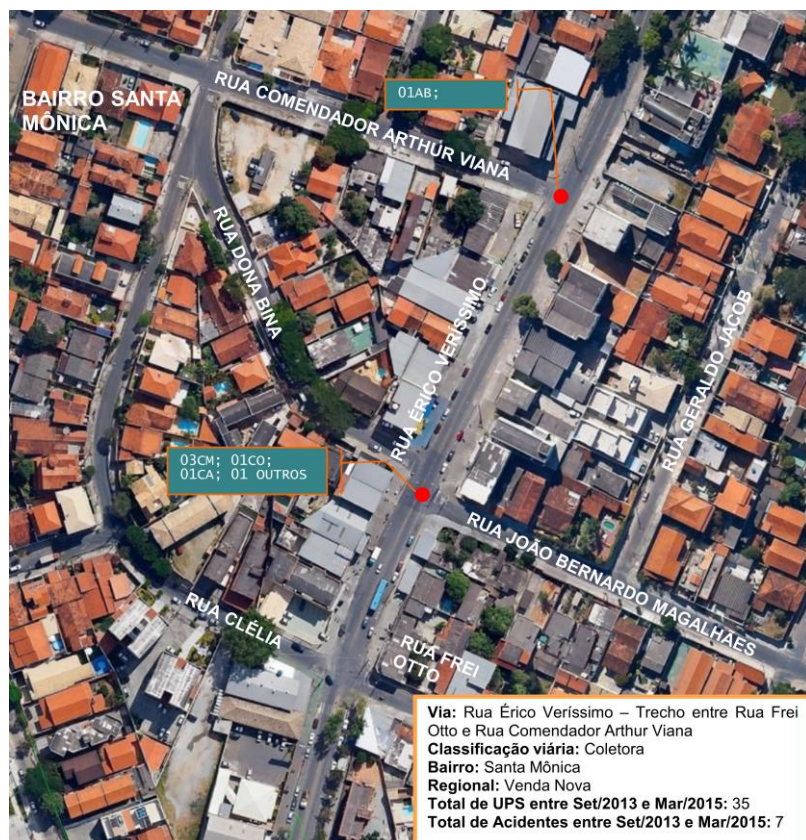 01AB;
RUA COMENDADOR ARTHUR VIANA
BAIRRO SANTA
MÔNICA
RUA DONA BINA
RUA ÉRICO VERÍSSIMO
RUA GERALDO JACOB
03CM; 01CO;
01CA; 01 OUTROS
RUA JOÃO BERNARDO MAGALHÃES
RUA CLÉLIA
RUA FREI
OTTO
Via: Rua Érico Veríssimo – Trecho entre Rua Frei
Otto e Rua Comendador Arthur Viana
Classificação viária: Coletora
Bairro: Santa Mônica
Regional: Venda Nova
Total de UPS entre Set/2013 e Mar/2015: 35
Total de Acidentes entre Set/2013 e Mar/2015: 7